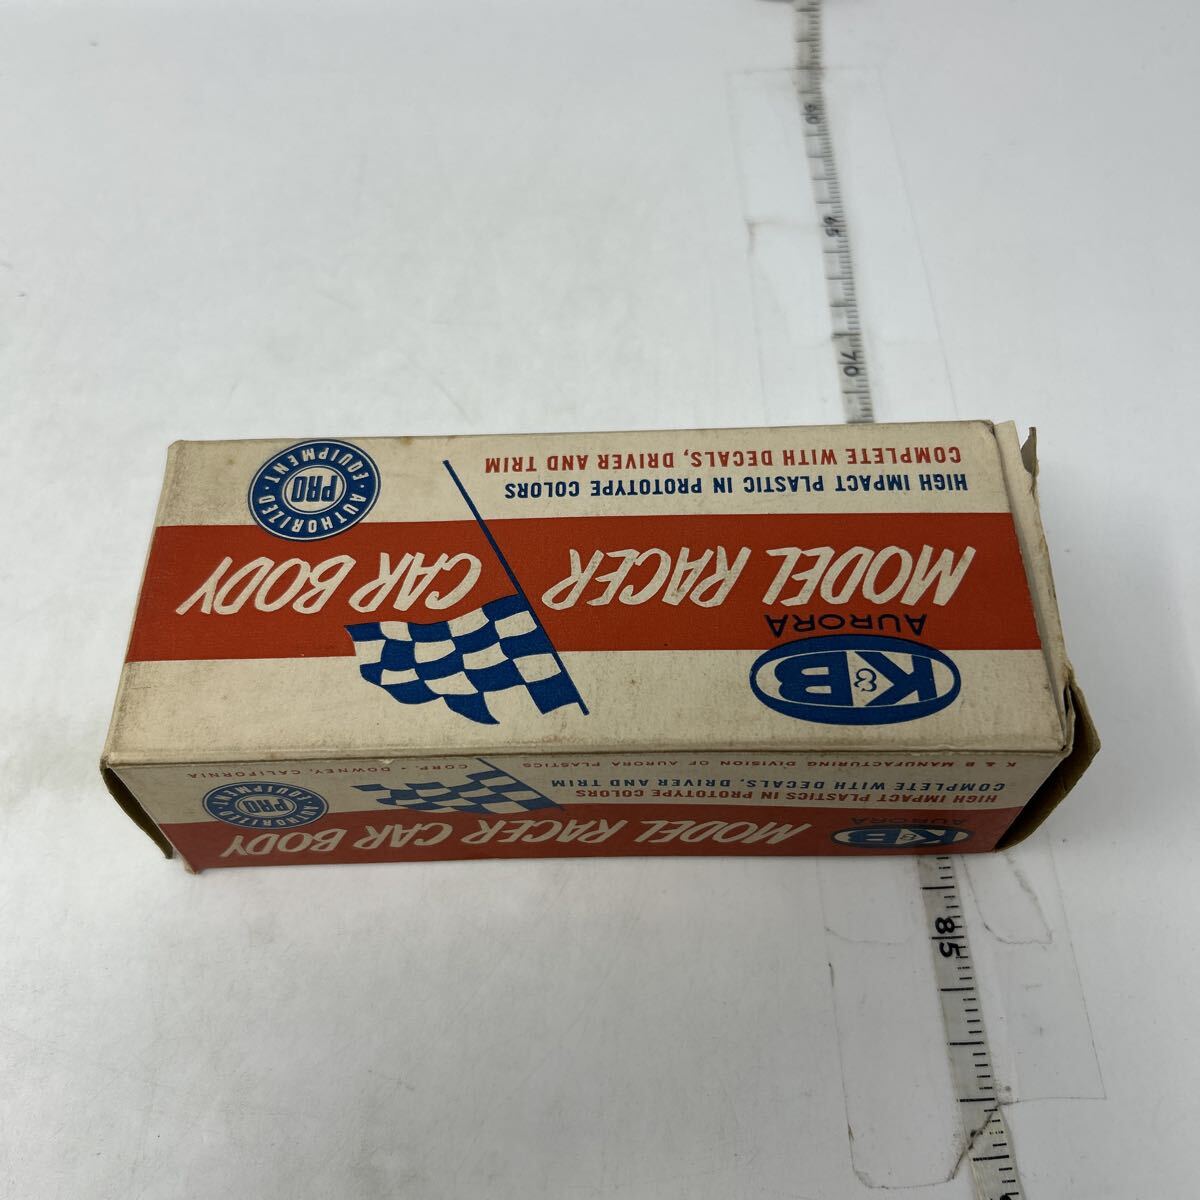 K&B
AURORA
MODEL RACER CAR BODY
HIGH IMPACT PLASTIC IN PROTOTYPE COLORS
COMPLETE WITH DECALS, DRIVER AND TRIM
AUTHORIZED
PRO
EQUIPMENT
K & B MANUFACTURING DIVISION OF AURORA PLASTICS CORP. • DOWNEY, CALIFORNIA
COMPLETE WITH DECALS, DRIVER AND TRIM
HIGH IMPACT PLASTICS IN PROTOTYPE COLORS
AURORA
K&B
MODEL RACER CAR BODY
AUTHORIZED
PRO
EQUIPMENT
70
85